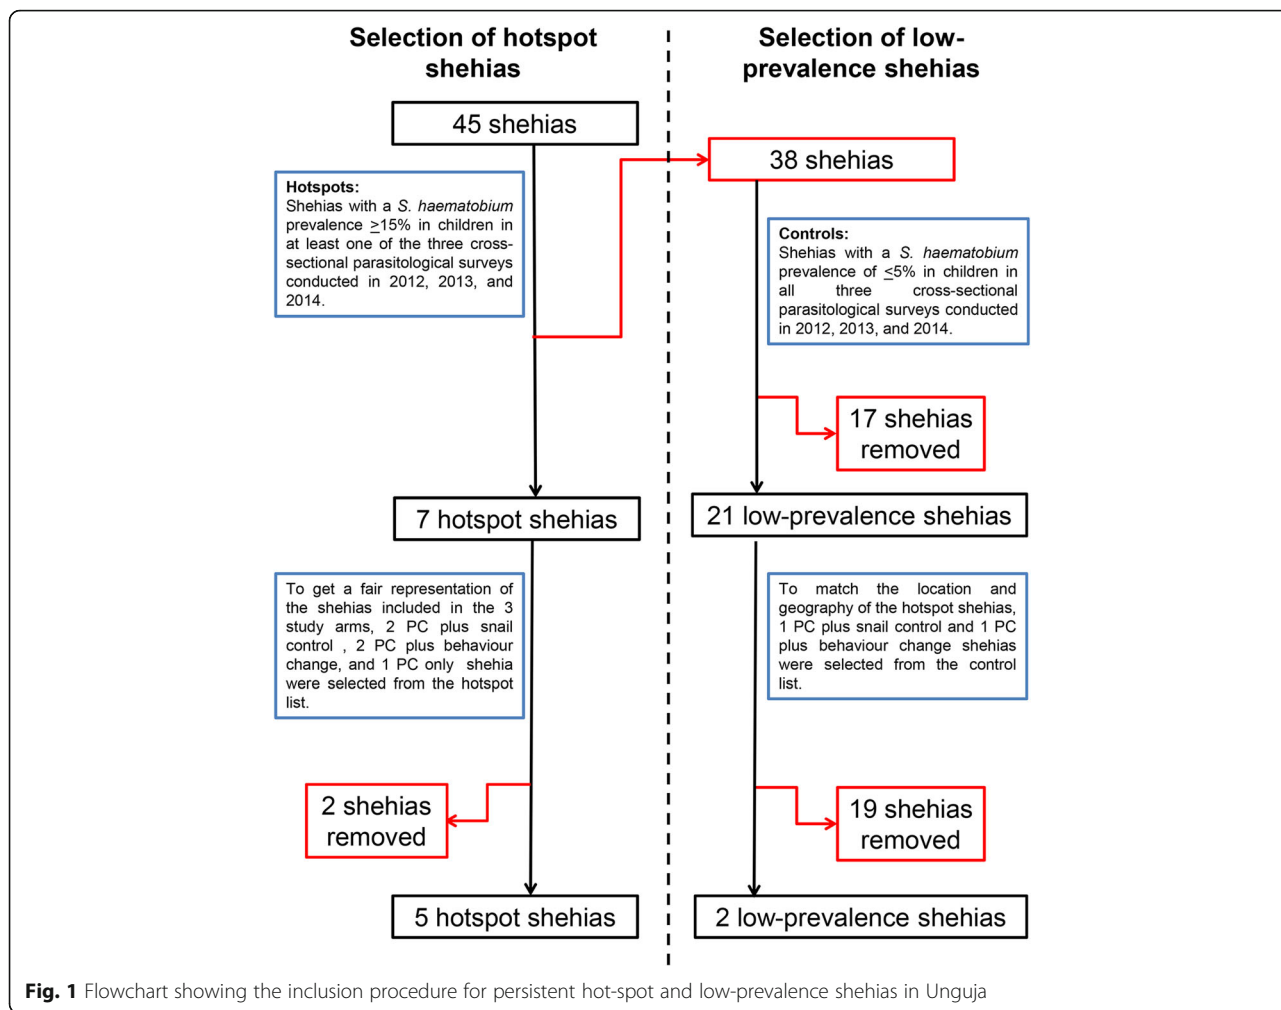 Selection of hotspot
shehias
45 shehias
Hotspots:
Shehias with a S. haematobium
prevalence ≥15% in children in
at least one of the three cross-
sectional parasitological surveys
conducted in 2012, 2013, and
2014.
7 hotspot shehias
To get a fair representation of
the shehias included in the 3
study arms, 2 PC plus snail
control , 2 PC plus behaviour
change, and 1 PC only shehia
were selected from the hotspot
list.
2 shehias
removed
5 hotspot shehias
Selection of low-
prevalence shehias
38 shehias
Controls:
Shehias with a S. haematobium
prevalence of ≤5% in children in
all three cross-sectional
parasitological surveys conducted
in 2012, 2013, and 2014.
17 shehias
removed
21 low-prevalence shehias
To match the location and
geography of the hotspot shehias,
1 PC plus snail control and 1 PC
plus behaviour change shehias
were selected from the control
list.
19 shehias
removed
2 low-prevalence shehias
Fig. 1 Flowchart showing the inclusion procedure for persistent hot-spot and low-prevalence shehias in Unguja